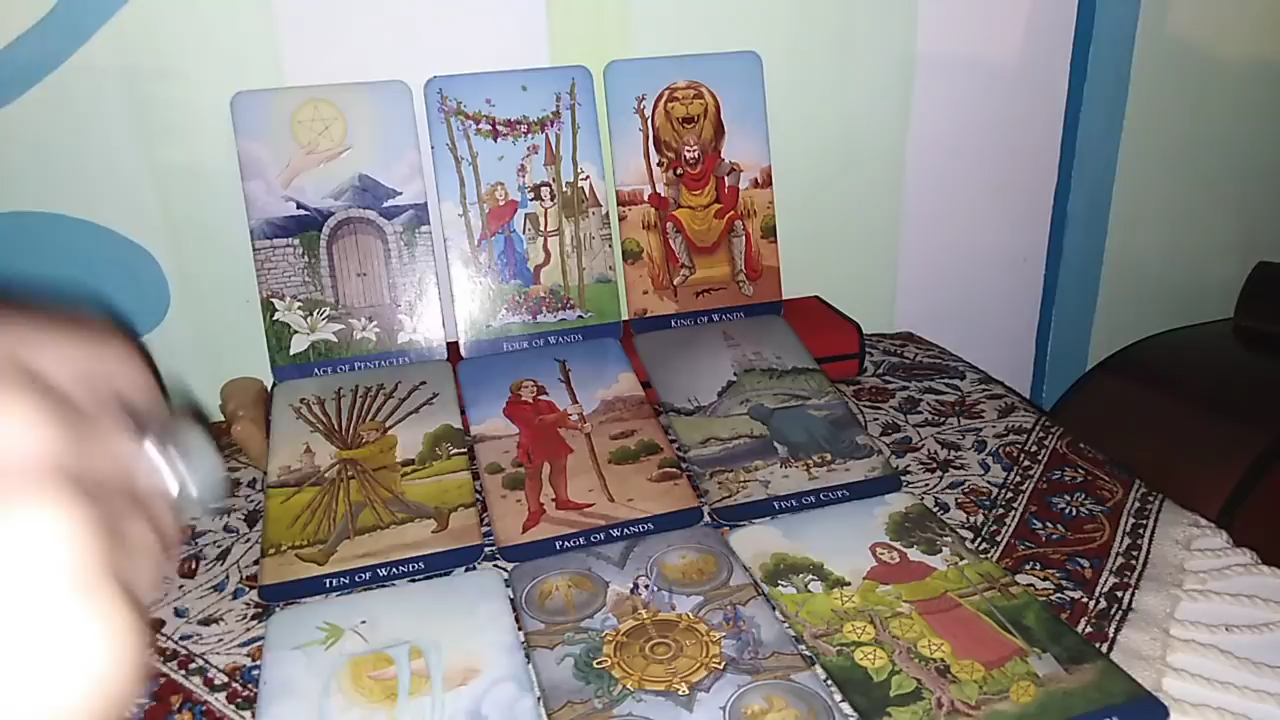 ACE OF PENTACLES
FOUR OF WANDS
KING OF WANDS
TEN OF WANDS
PAGE OF WANDS
FIVE OF CUPS